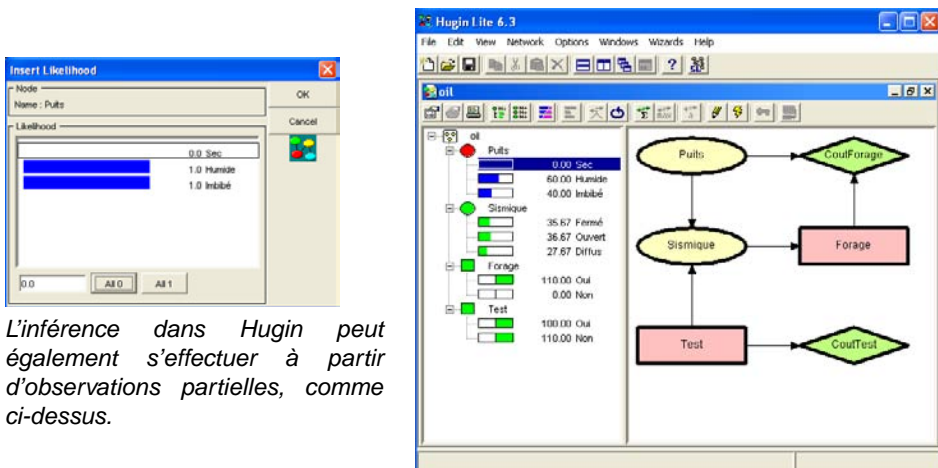 Insert Likelihood
Node
Name : Puits
OK
Cancel
Likelihood
0.0 Sec
1.0 Humide
1.0 Imbibé
0.0
All 0
All 1
L'inférence dans Hugin peut
également s'effectuer à partir
d'observations partielles, comme
ci-dessus.
Hugin Lite 6.3
File Edit View Network Options Windows Wizards Help
oil
oil
Puits
0.00 Sec
60.00 Humide
40.00 Imbibé
Sismique
35.67 Fermé
36.67 Ouvert
27.67 Diffus
Forage
110.00 Oui
0.00 Non
Test
100.00 Oui
110.00 Non
Puits
CoutForage
Sismique
Forage
Test
CoutTest